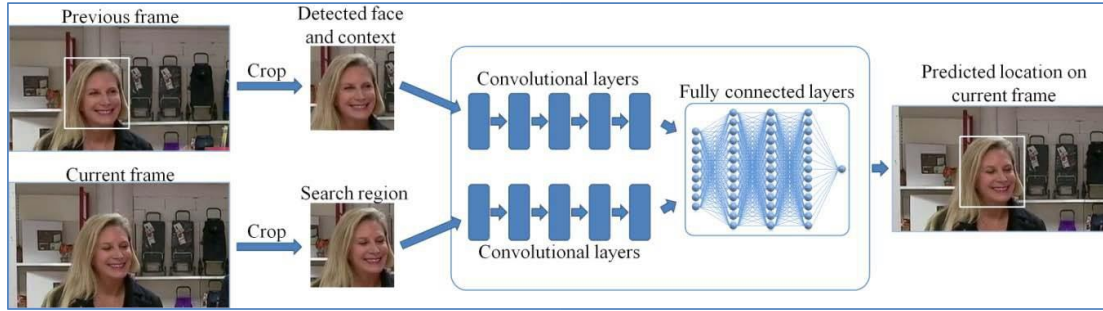 Previous frame
Crop
Detected face
and context
Convolutional layers
Fully connected layers
Predicted location on
current frame
Current frame
Crop
Search region
Convolutional layers